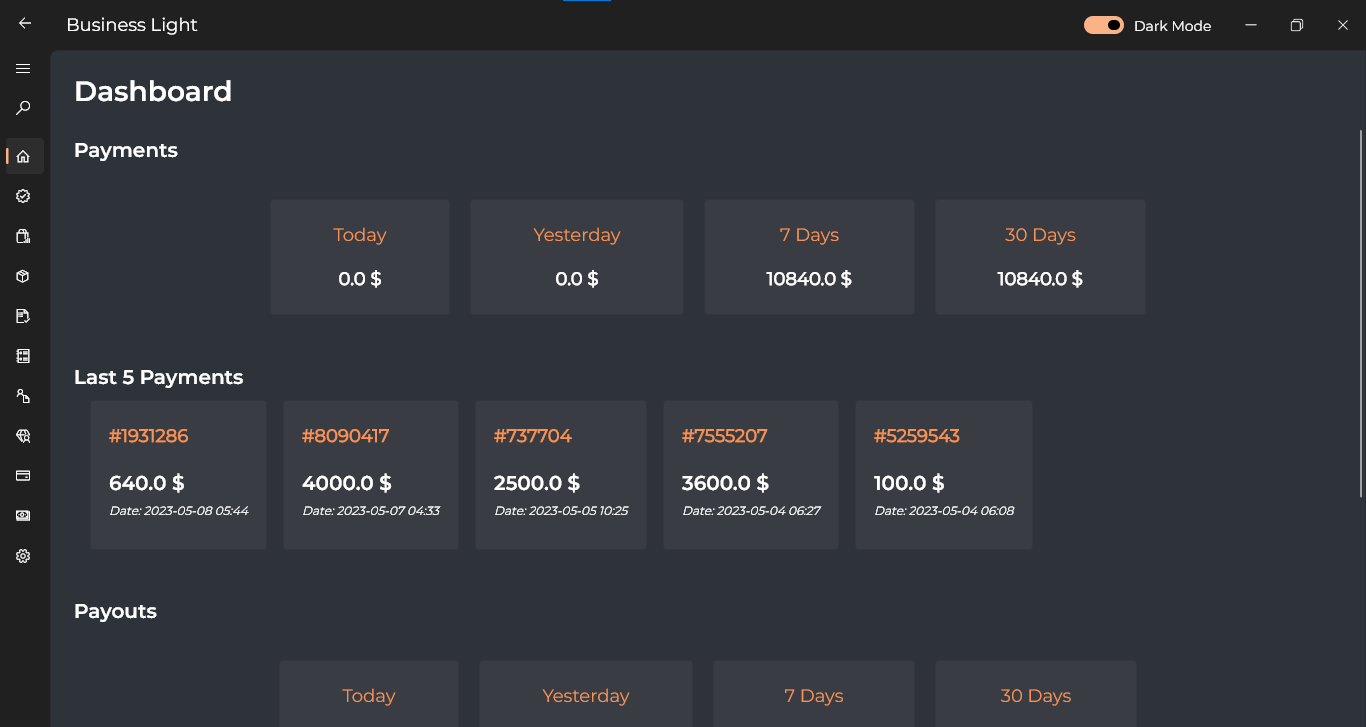 Business Light
Dark Mode
Dashboard
Payments
Today
Yesterday
7 Days
30 Days
0.0 $
0.0 $
10840.0 $
10840.0 $
Last 5 Payments
#1931286
#8090417
#737704
#7555207
#5259543
640.0 $
4000.0 $
2500.0 $
3600.0 $
100.0 $
Date: 2023-05-08 05:44
Date: 2023-05-07 04:33
Date: 2023-05-05 10:25
Date: 2023-05-04 06:27
Date: 2023-05-04 06:08
Payouts
Today
Yesterday
7 Days
30 Days